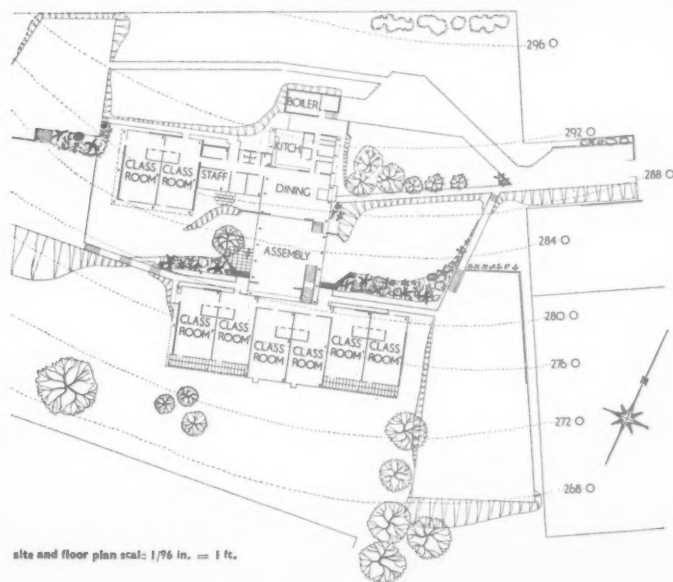 296 O
BOILER
292 O
KITCH
288 O
CLASS
ROOM
CLASS
ROOM
STAFF
DINING
284 O
ASSEMBLY
280 O
CLASS
ROOM
CLASS
ROOM
CLASS
ROOM
CLASS
ROOM
CLASS
ROOM
CLASS
ROOM
276 O
272 O
268 O
site and floor plan scale: 1/96 in. = 1 ft.